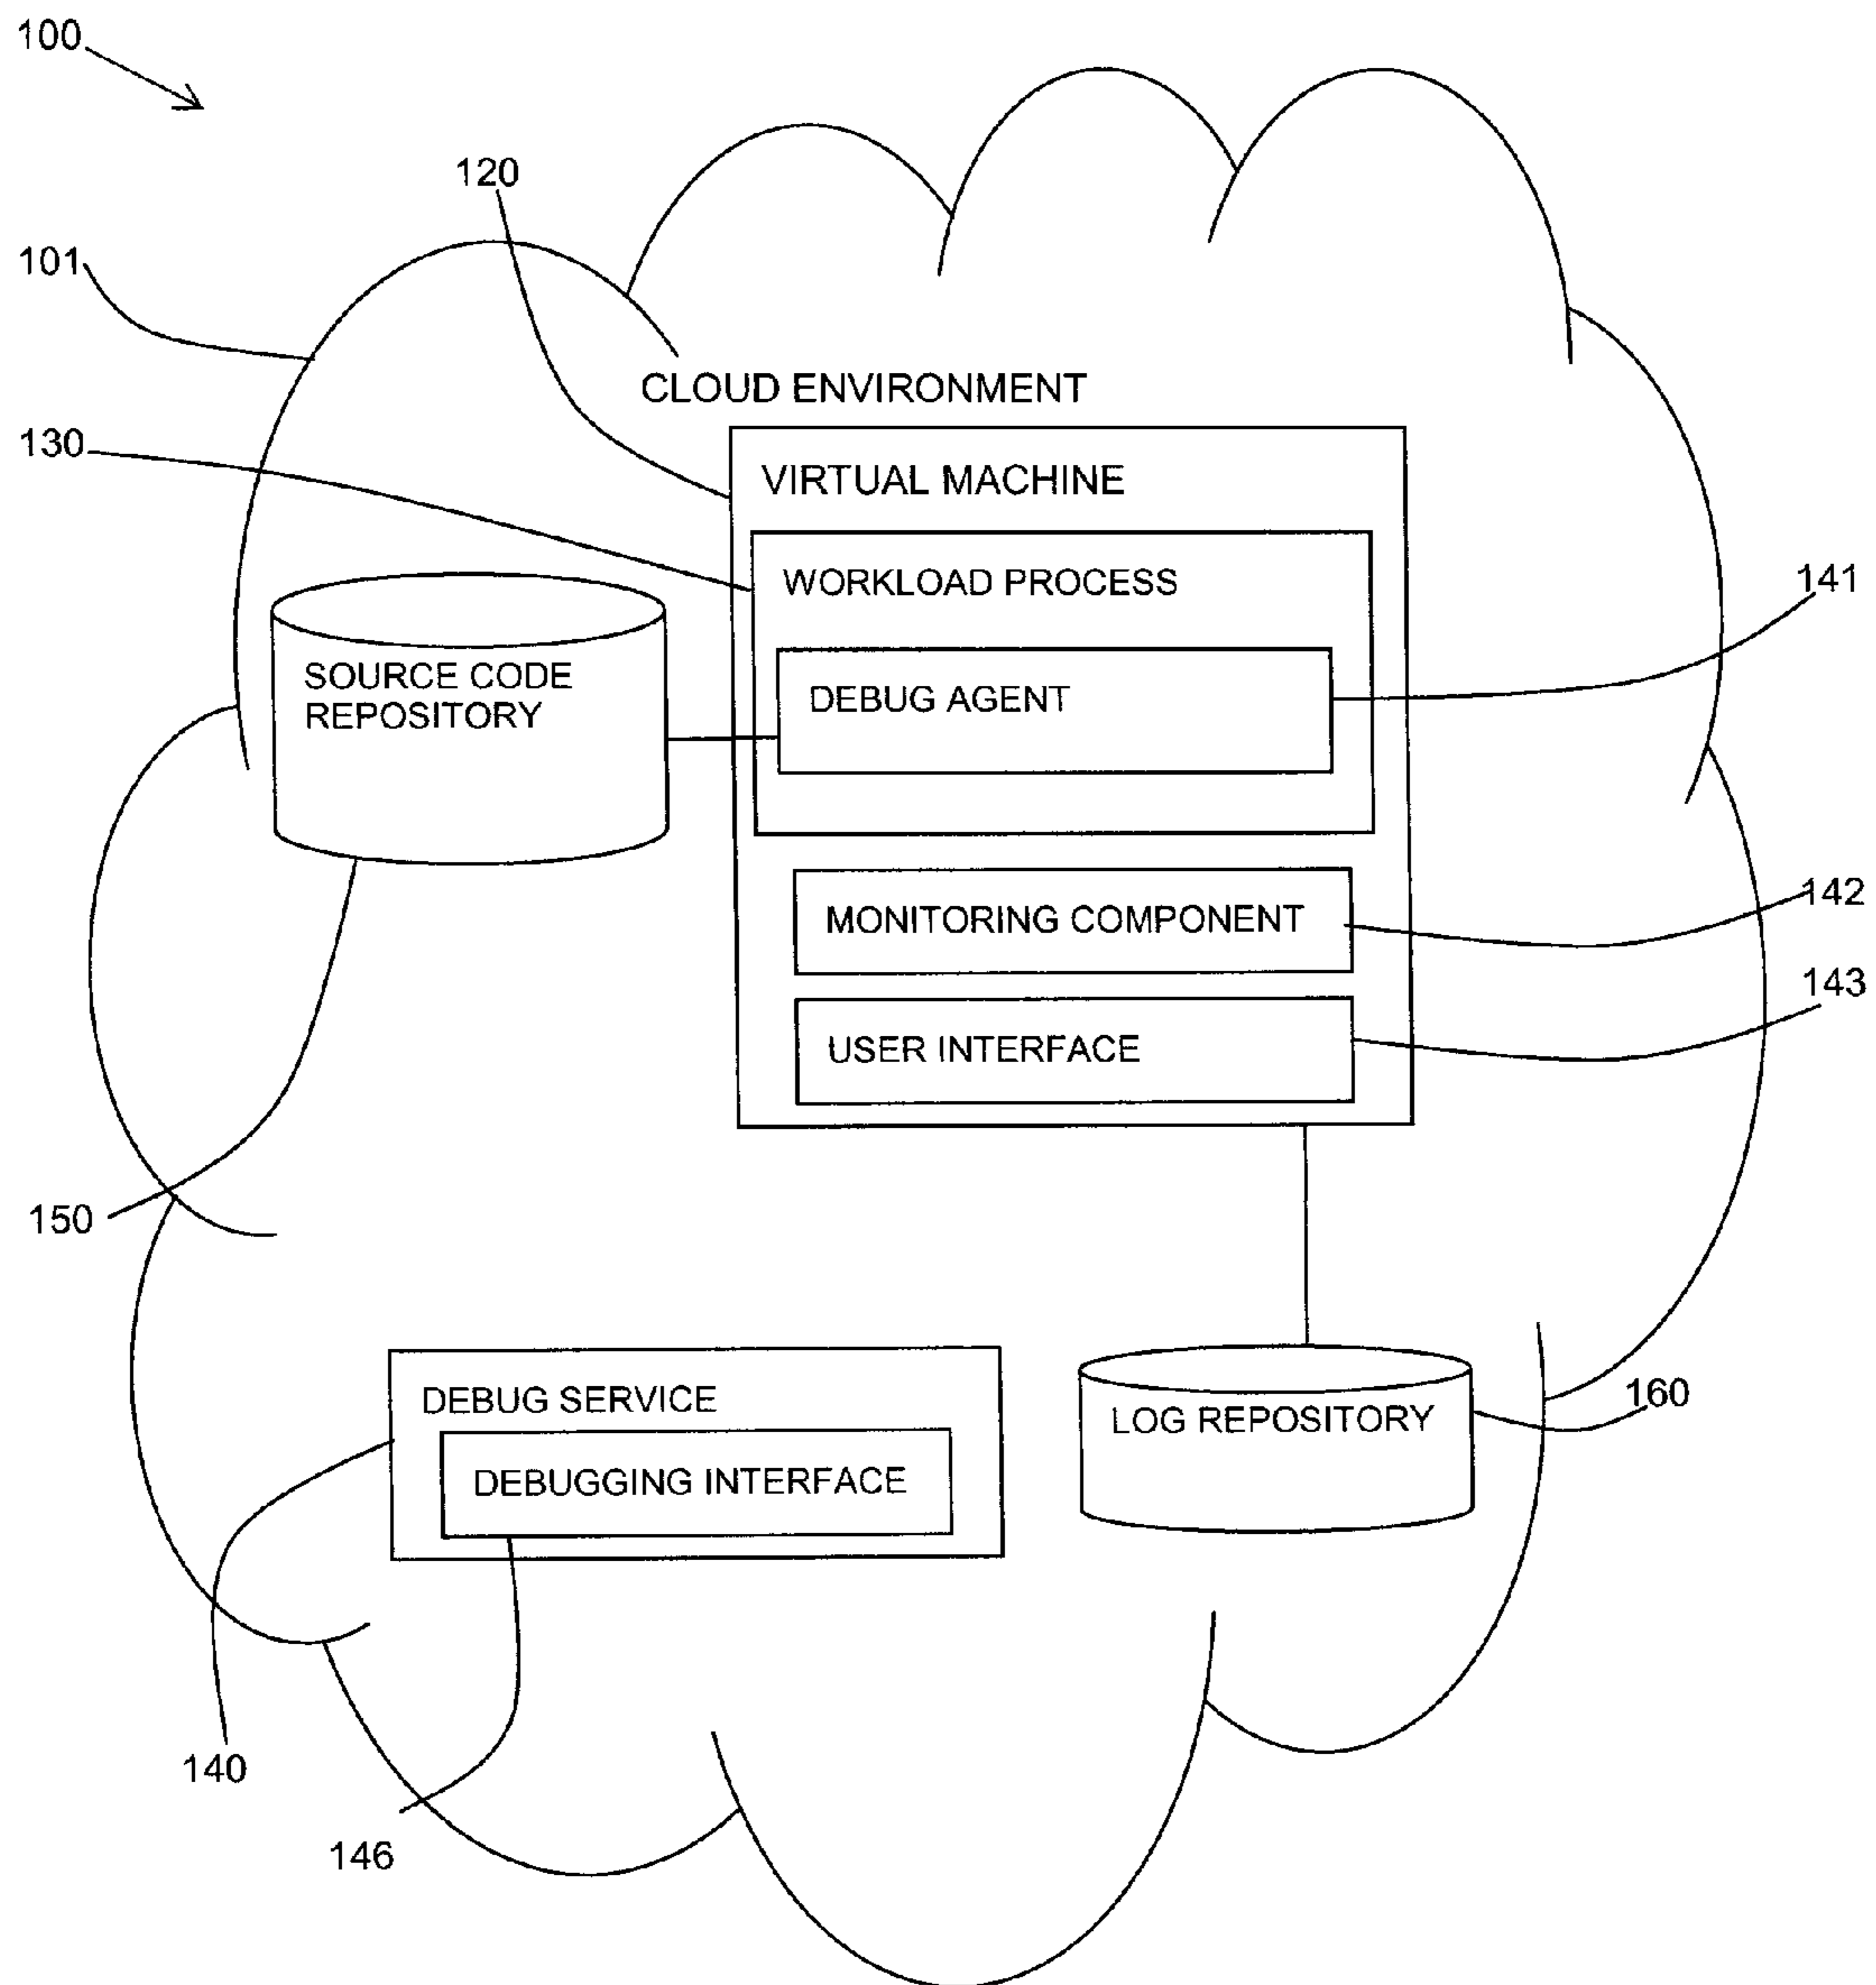 100
120
101
CLOUD ENVIRONMENT
130
VIRTUAL MACHINE
WORKLOAD PROCESS
141
SOURCE CODE
REPOSITORY
DEBUG AGENT
142
MONITORING COMPONENT
143
USER INTERFACE
150
DEBUG SERVICE
160
LOG REPOSITORY
DEBUGGING INTERFACE
140
146